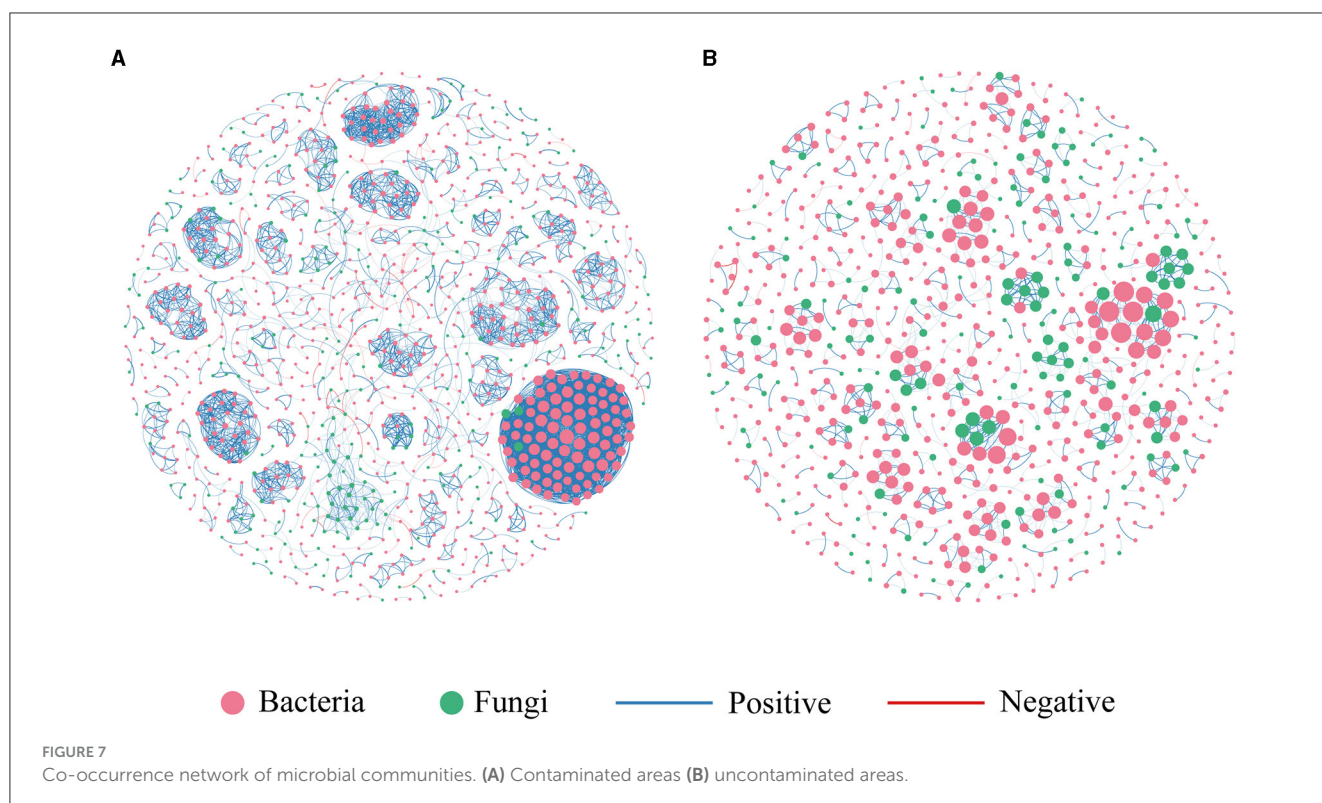 A
B
Bacteria Fungi Positive Negative
FIGURE 7
Co-occurrence network of microbial communities. (A) Contaminated areas (B) uncontaminated areas.